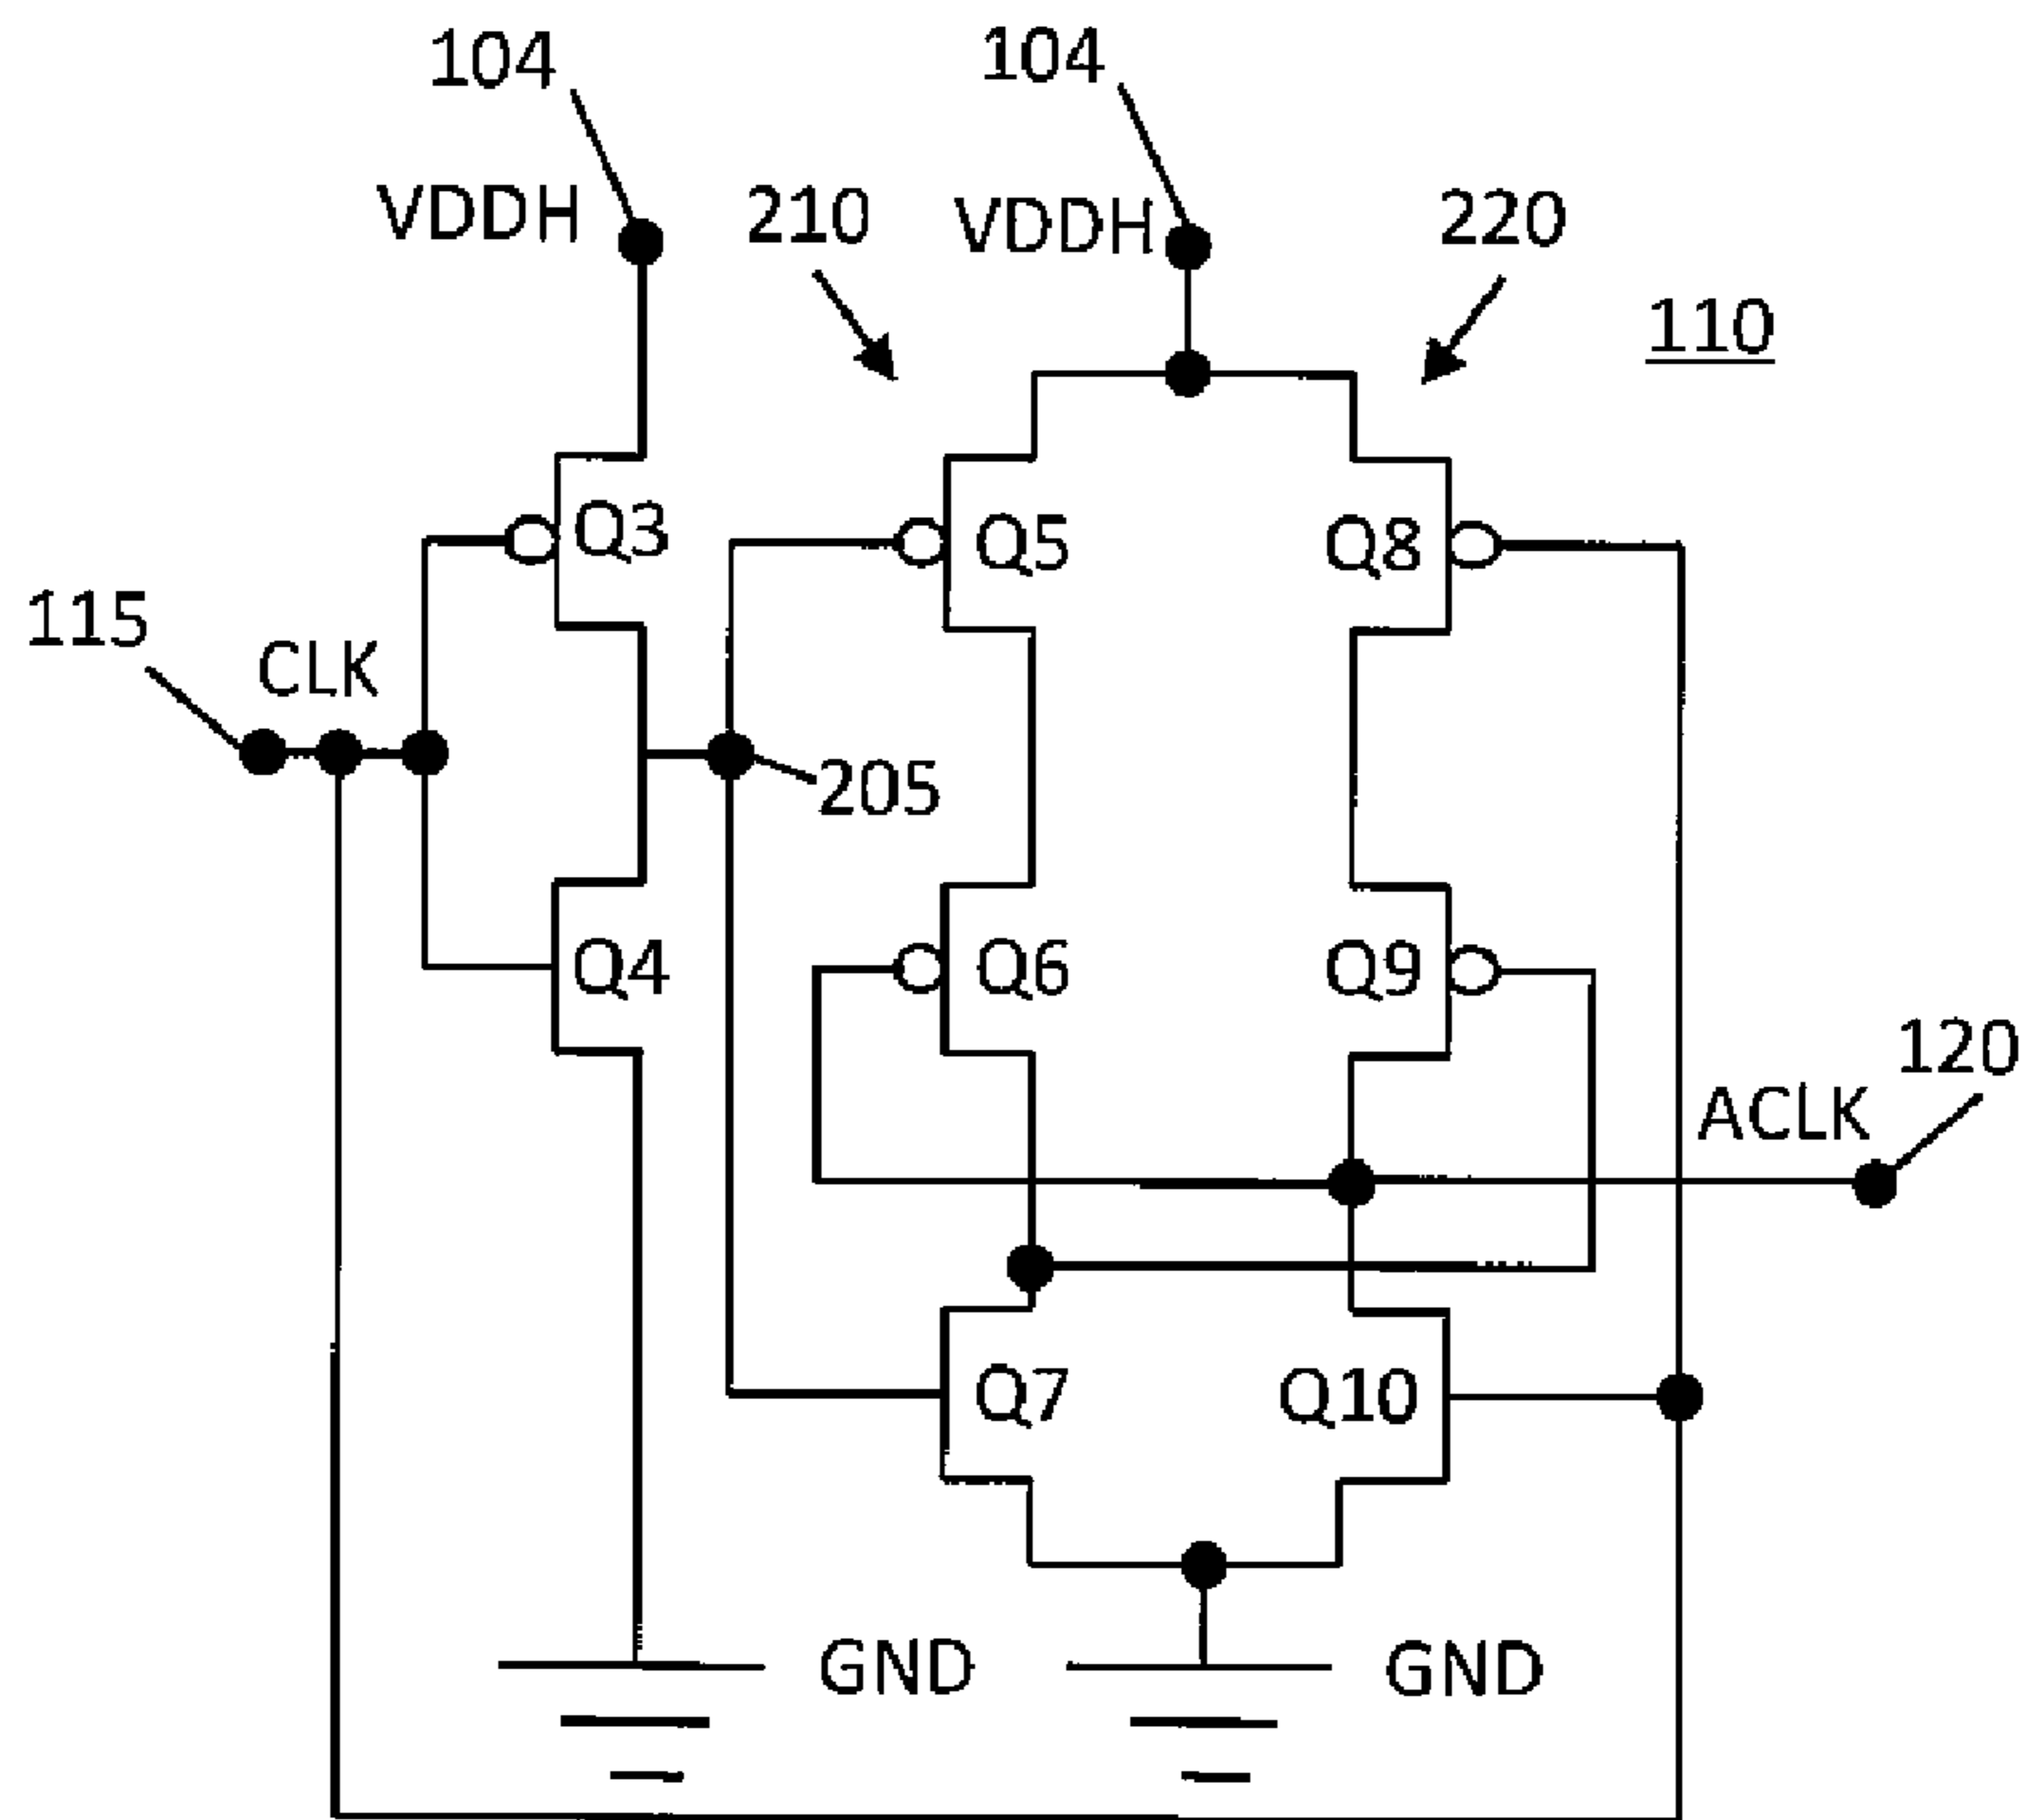 104
104
VDDH
210
VDDH
220
110
Q3
Q5
Q8
115
CLK
205
Q4
Q6
Q9
120
ACLK
Q7
Q10
GND
GND